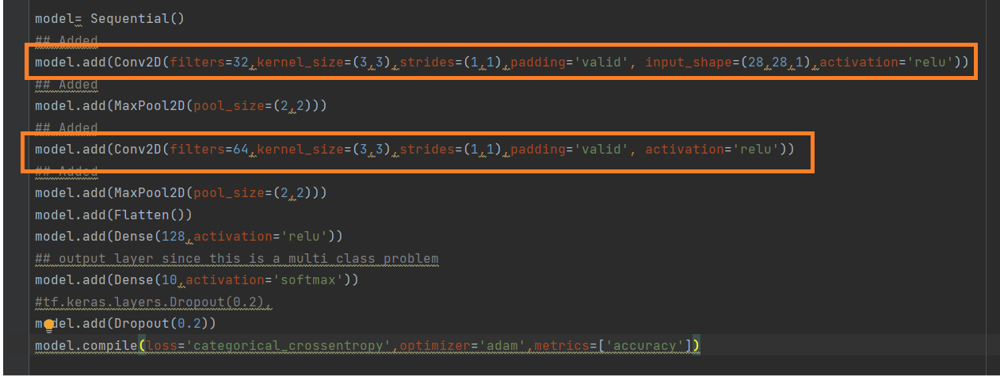 model= Sequential()
## Added
model.add(Conv2D(filters=32,kernel_size=(3,3),strides=(1,1),padding='valid', input_shape=(28,28,1),activation='relu'))
## Added
model.add(MaxPool2D(pool_size=(2,2)))
## Added
model.add(Conv2D(filters=64,kernel_size=(3,3),strides=(1,1),padding='valid', activation='relu'))
## Added
model.add(MaxPool2D(pool_size=(2,2)))
model.add(Flatten())
model.add(Dense(128,activation='relu'))
## output layer since this is a multi class problem
model.add(Dense(10,activation='softmax'))
#tf.keras.layers.Dropout(0.2),
model.add(Dropout(0.2))
model.compile(loss='categorical_crossentropy',optimizer='adam',metrics=['accuracy'])